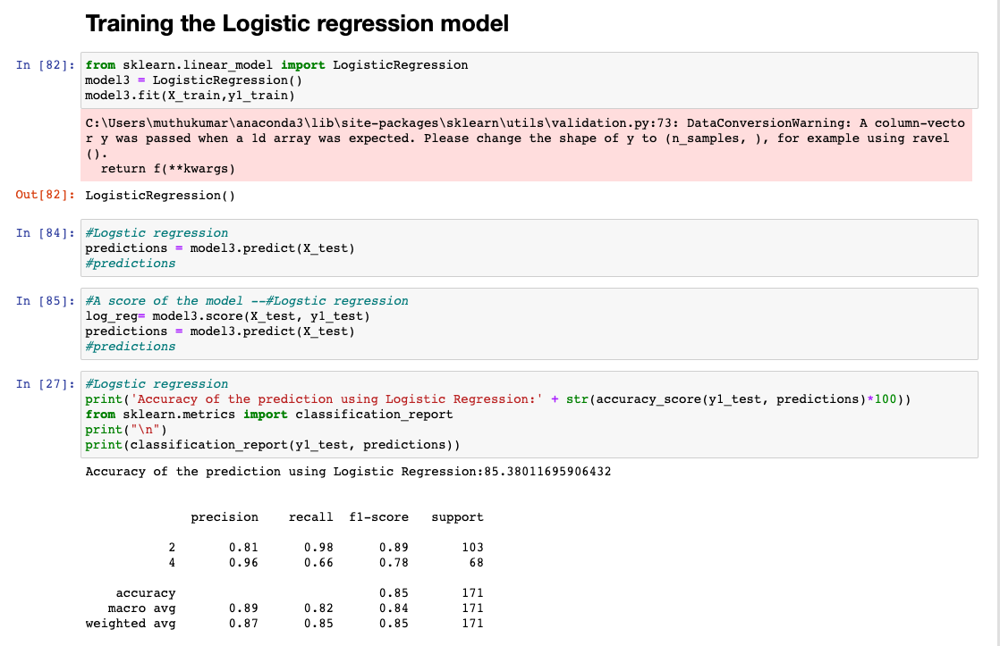 Training the Logistic regression model
In [82]: from sklearn.linear_model import LogisticRegression
model3 = LogisticRegression()
model3.fit(X_train,y1_train)
C:\Users\muthukumar\anaconda3\lib\site-packages\sklearn\utils\validation.py:73: DataConversionWarning: A column-vecto
r y was passed when a 1d array was expected. Please change the shape of y to (n_samples, ), for example using ravel
().
  return f(**kwargs)
Out[82]: LogisticRegression()
In [84]: #Logstic regression
predictions = model3.predict(X_test)
#predictions
In [85]: #A score of the model --#Logstic regression
log_reg= model3.score(X_test, y1_test)
predictions = model3.predict(X_test)
#predictions
In [27]: #Logstic regression
print('Accuracy of the prediction using Logistic Regression:' + str(accuracy_score(y1_test, predictions)*100))
from sklearn.metrics import classification_report
print("\n")
print(classification_report(y1_test, predictions))
Accuracy of the prediction using Logistic Regression:85.38011695906432
precision recall f1-score support
2 0.81 0.98 0.89 103
4 0.96 0.66 0.78 68
accuracy 0.85 171
macro avg 0.89 0.82 0.84 171
weighted avg 0.87 0.85 0.85 171